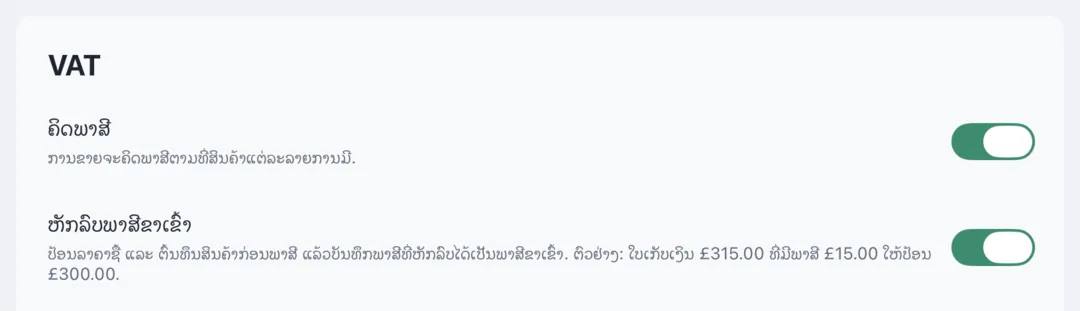 VAT
ຄິດພາສີ
ການຂາຍຈະຄິດພາສີຕາມທີ່ສິນຄ້າແຕ່ລະລາຍການມີ.
ຫັກລົບພາສີຂາເຂົ້າ
ປ້ອນລາຄາຊື້ ແລະ ຕົ້ນທຶນສິນຄ້າກ່ອນພາສີ ແລ້ວບັນທຶກພາສີທີ່ຫັກລົບໄດ້ເປັນພາສີຂາເຂົ້າ. ຕົວຢ່າງ: ໃບເກັບເງິນ £315.00 ທີ່ມີພາສີ £15.00 ໃຫ້ປ້ອນ
£300.00.